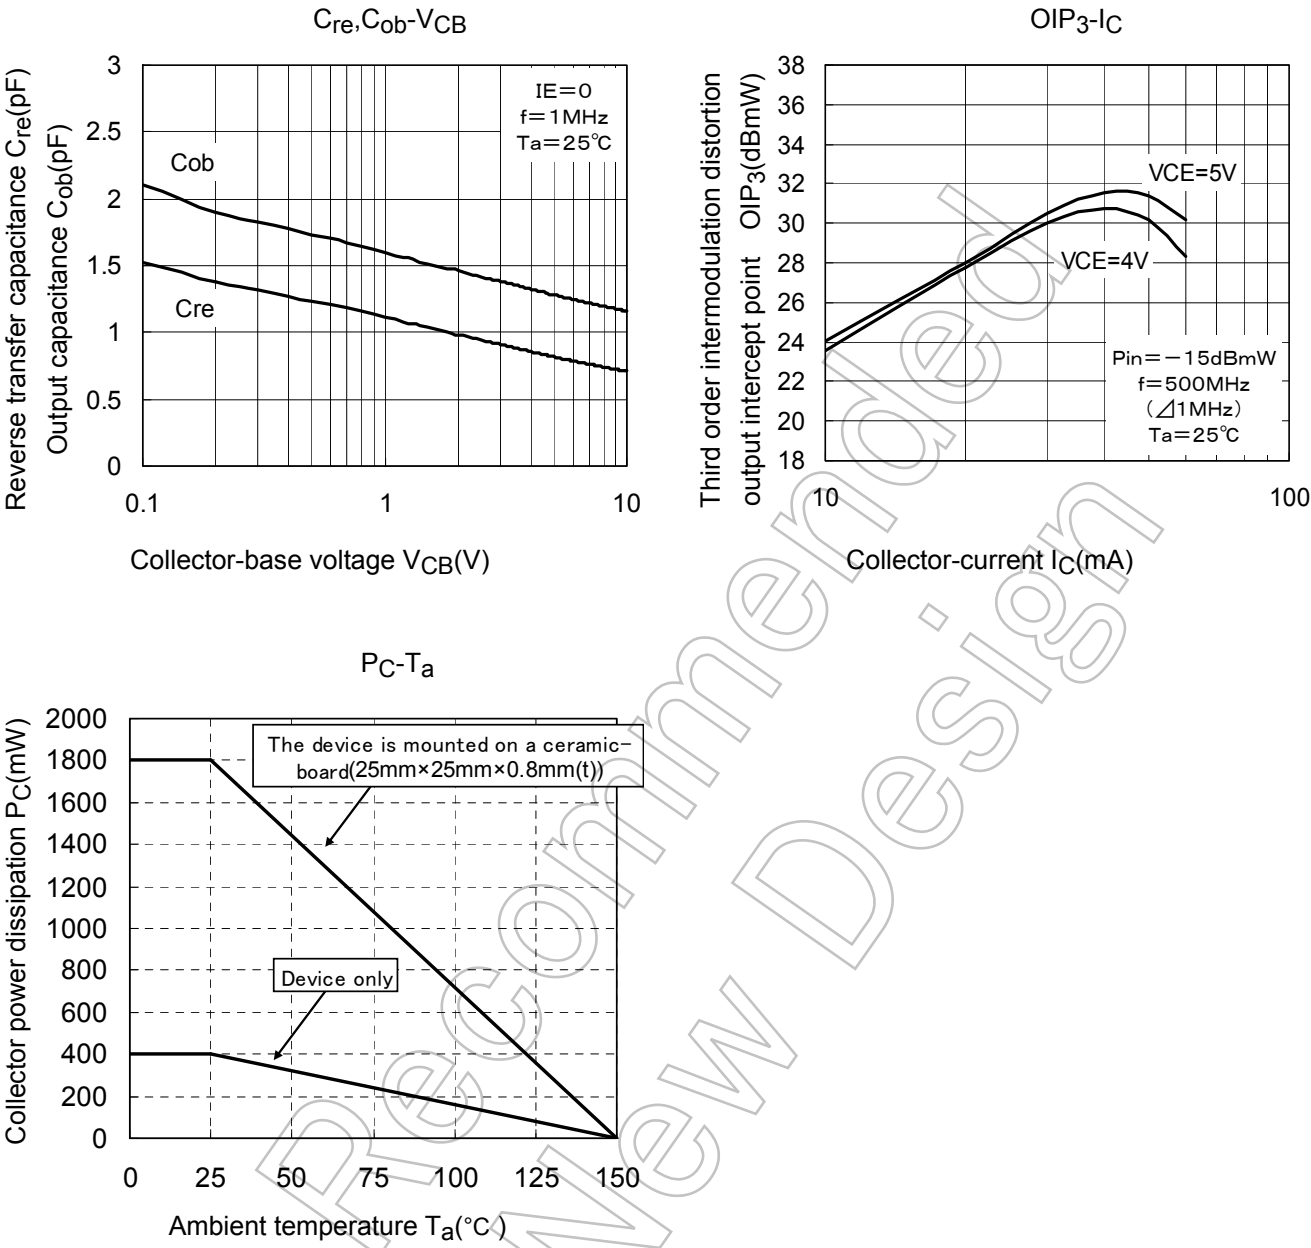 Cre,Cob-VCB
Reverse transfer capacitance Cre(pF)
Output capacitance Cob(pF)
3
2.5
2
1.5
1
0.5
0
IE=0
f=1MHz
Ta=25℃
Cob
Cre
0.1
1
10
Collector-base voltage VCB(V)
OIP3-IC
Third order intermodulation distortion
output intercept point OIP3(dBmW)
38
36
34
32
30
28
26
24
22
20
18
VCE=5V
VCE=4V
Pin=-15dBmW
f=500MHz
(⊿1MHz)
Ta=25℃
10
100
Collector-current IC(mA)
PC-Ta
Collector power dissipation PC(mW)
2000
1800
1600
1400
1200
1000
800
600
400
200
0
The device is mounted on a ceramic-
board(25mm×25mm×0.8mm(t))
Device only
0
25
50
75
100
125
150
Ambient temperature Ta(°C )
Recommended
New Design